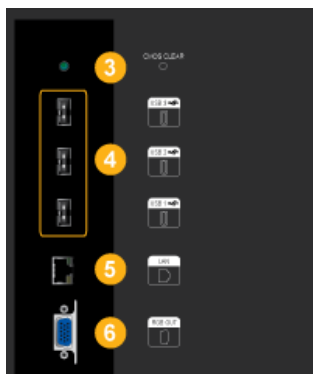 3
CMOS CLEAR
USB 3
4
USB 2
USB 1
5
LAN
6
RGB OUT